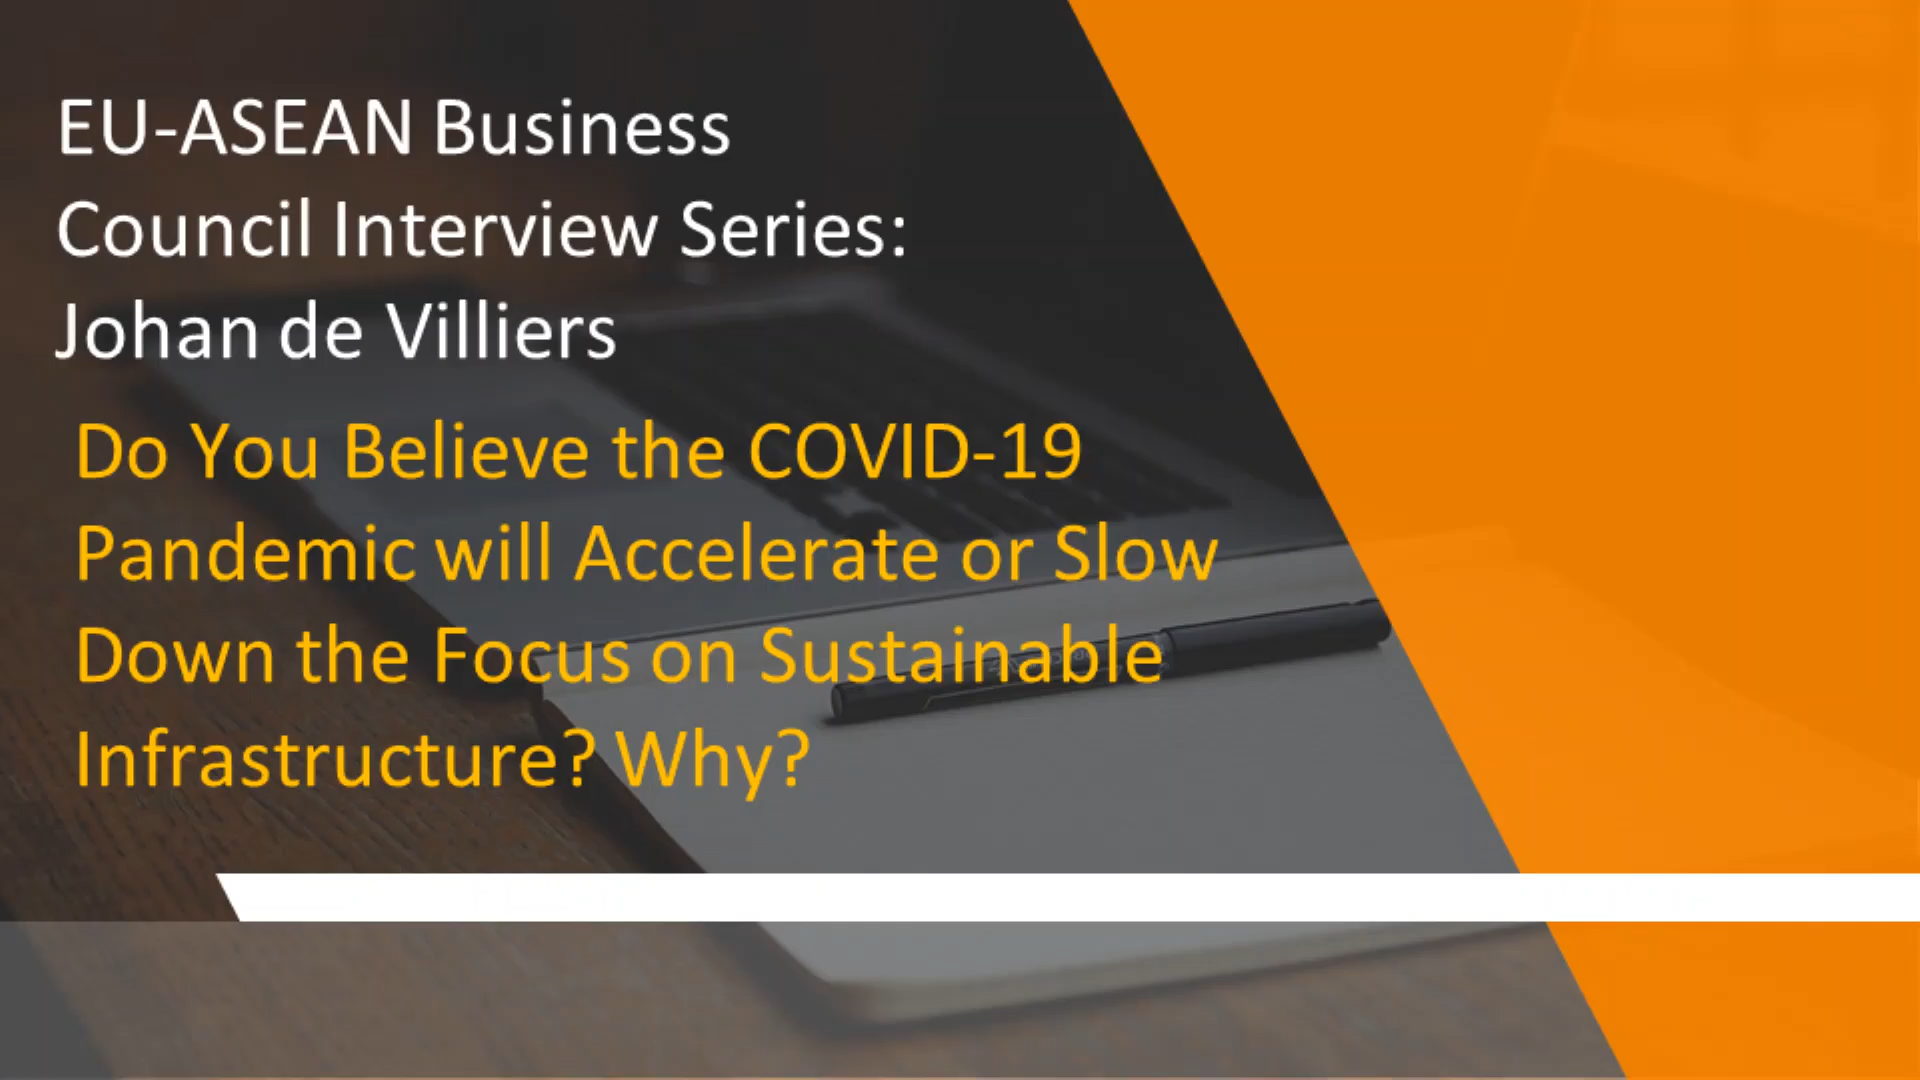 EU-ASEAN Business
Council Interview Series:
Johan de Villiers
Do You Believe the COVID-19
Pandemic will Accelerate or Slow
Down the Focus on Sustainable
Infrastructure? Why?